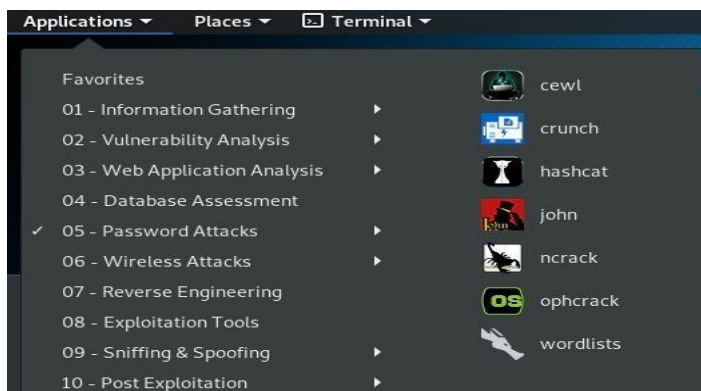 Applications Places Terminal
Favorites
01 - Information Gathering
02 - Vulnerability Analysis
03 - Web Application Analysis
04 - Database Assessment
05 - Password Attacks
06 - Wireless Attacks
07 - Reverse Engineering
08 - Exploitation Tools
09 - Sniffing & Spoofing
10 - Post Exploitation
cewl
crunch
hashcat
john
ncrack
OS ophcrack
wordlists